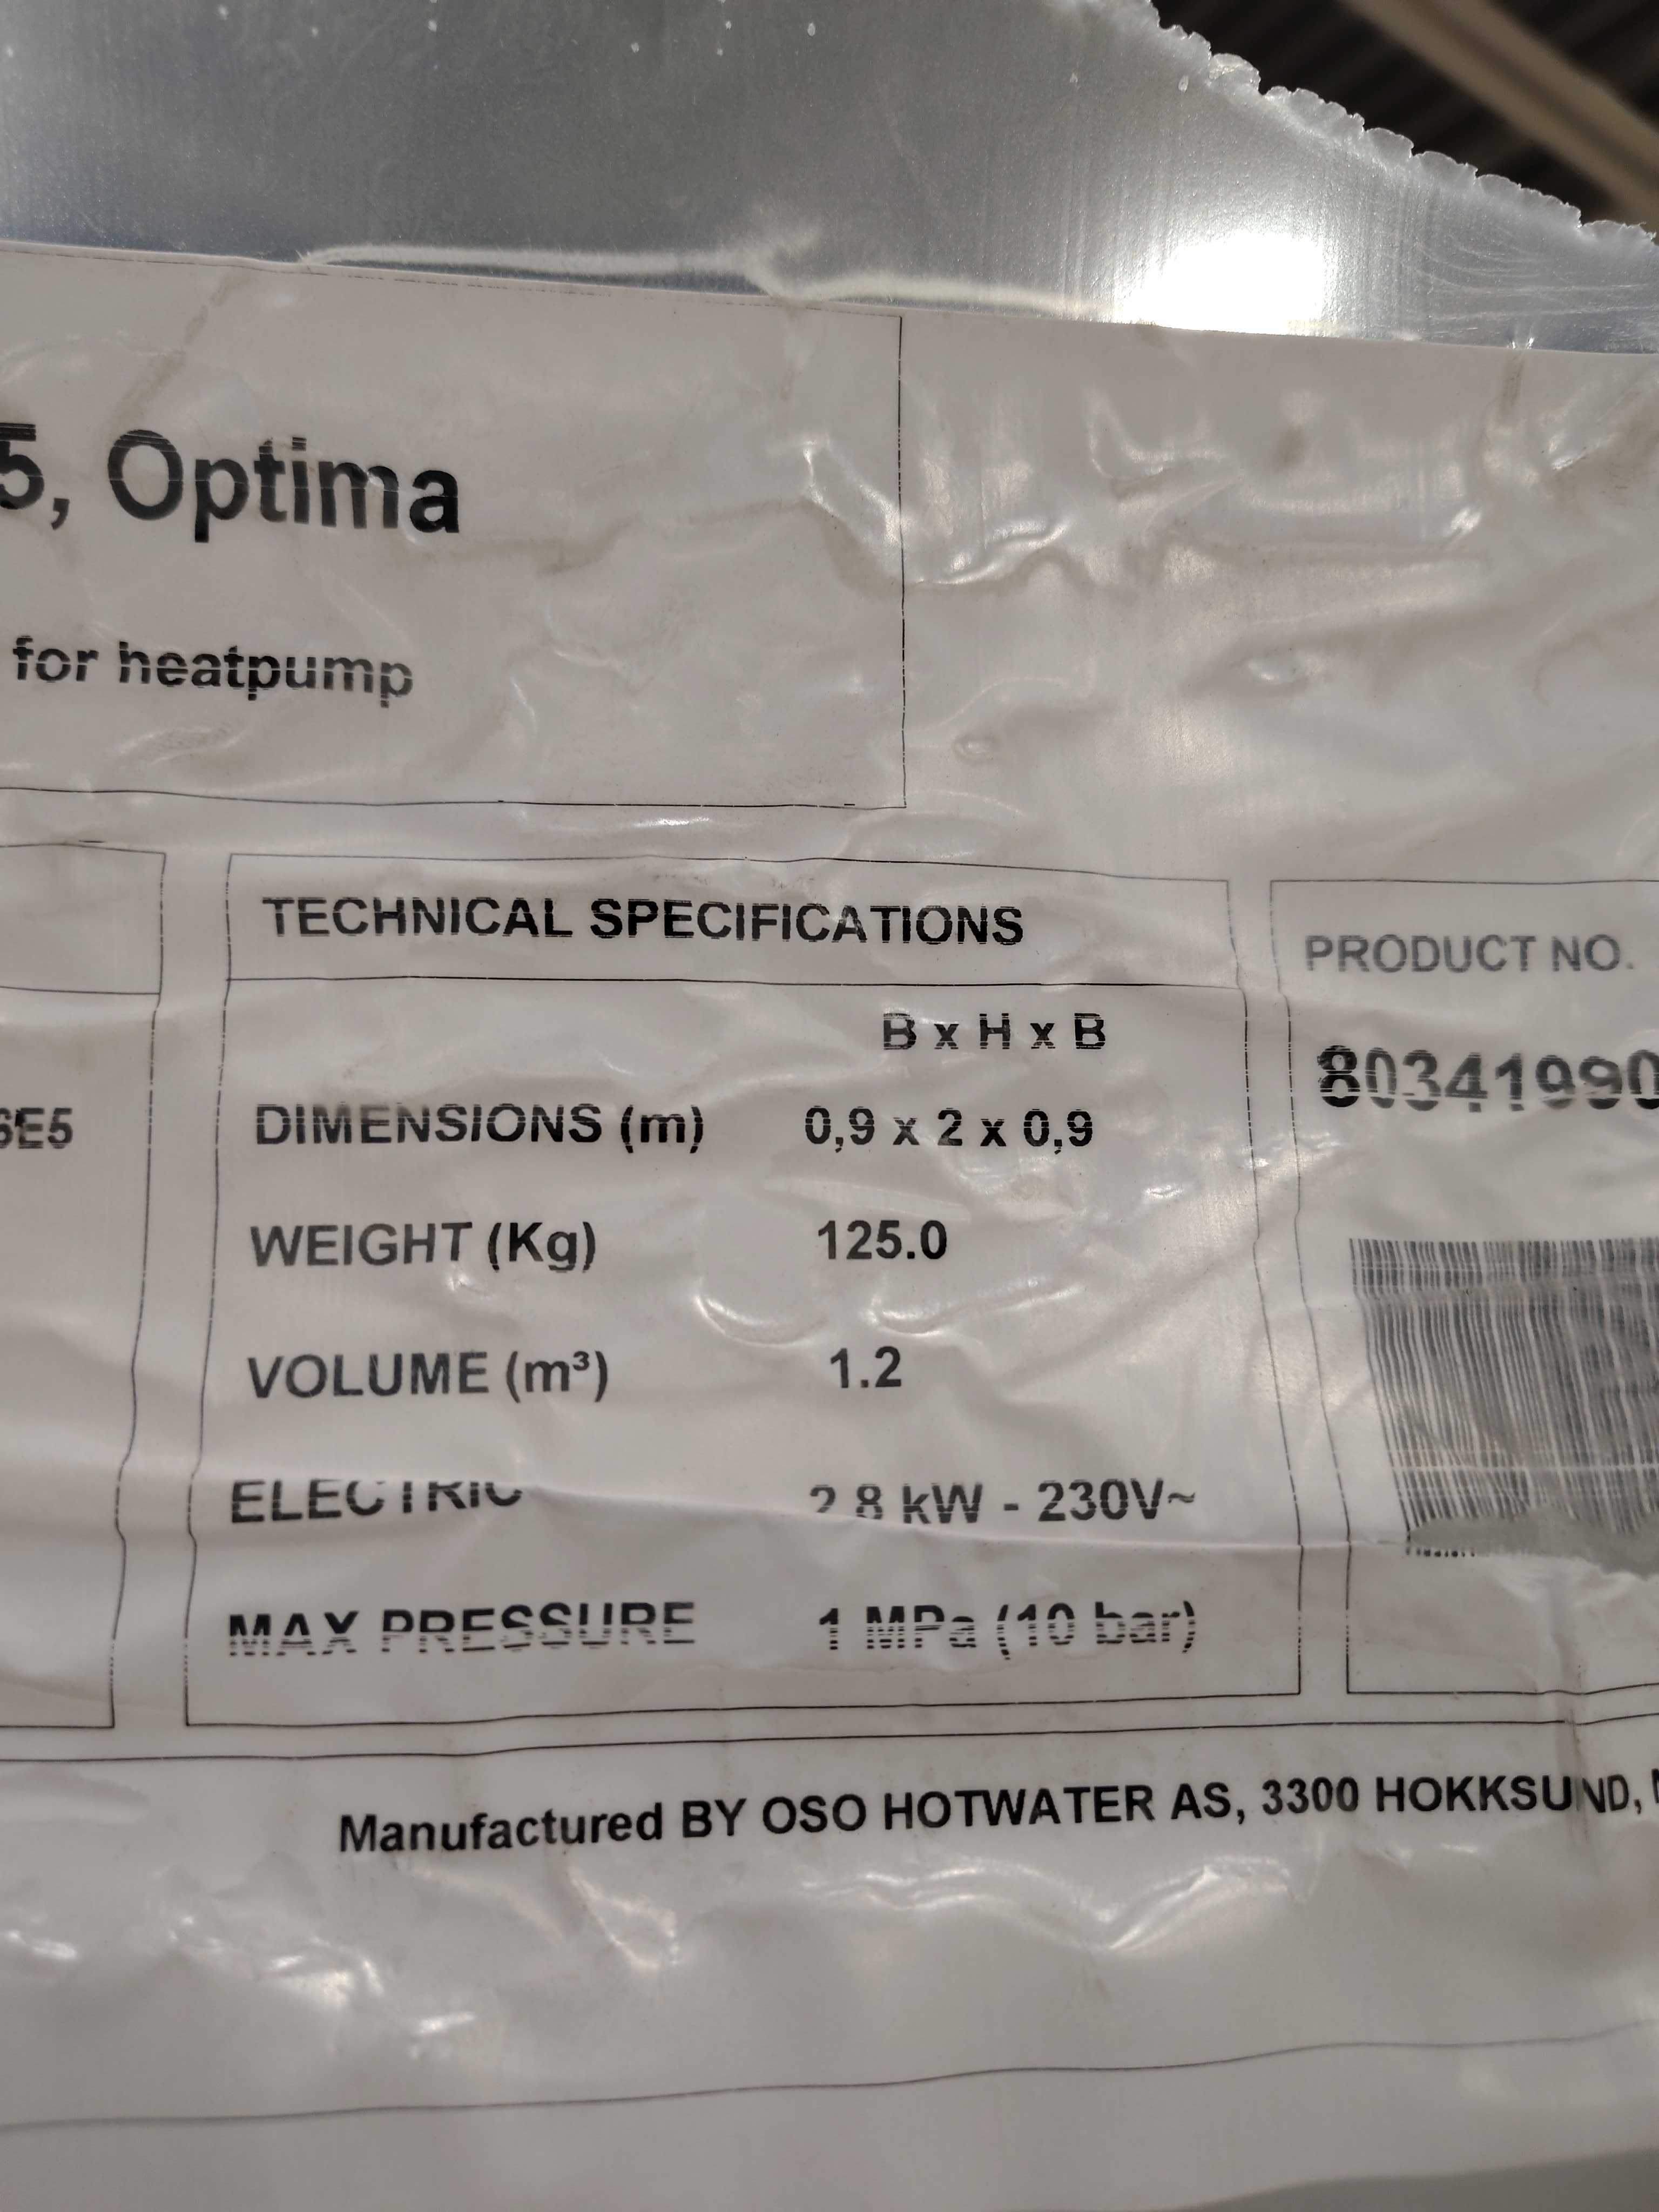 5, Optima
for heatpump
TECHNICAL SPECIFICATIONS
B x H x B
DIMENSIONS (m) 0,9 x 2 x 0,9
WEIGHT (Kg) 125.0
VOLUME (m³) 1.2
ELECTRIC 2.8 kW - 230V~
MAX PRESSURE 1 MPa (10 bar)
PRODUCT NO.
80341990
Manufactured BY OSO HOTWATER AS, 3300 HOKKSUND,